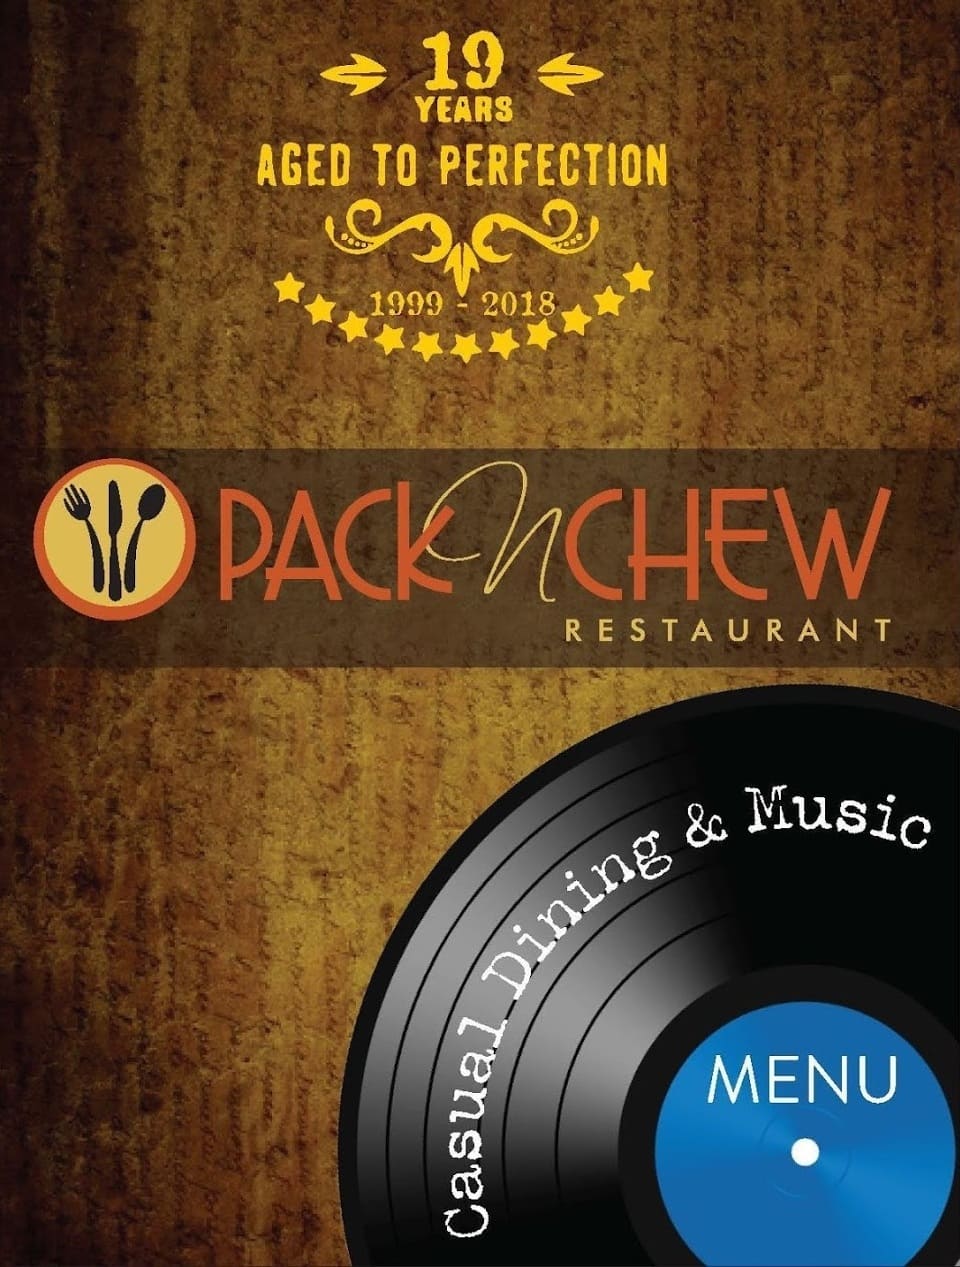 19
YEARS
AGED TO PERFECTION
1999 - 2018
PACK n CHEW
RESTAURANT
Casual Dining & Music
MENU